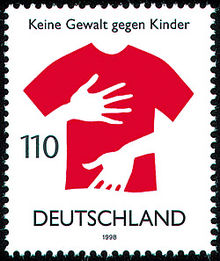 Keine Gewalt gegen Kinder
110
DEUTSCHLAND
1998